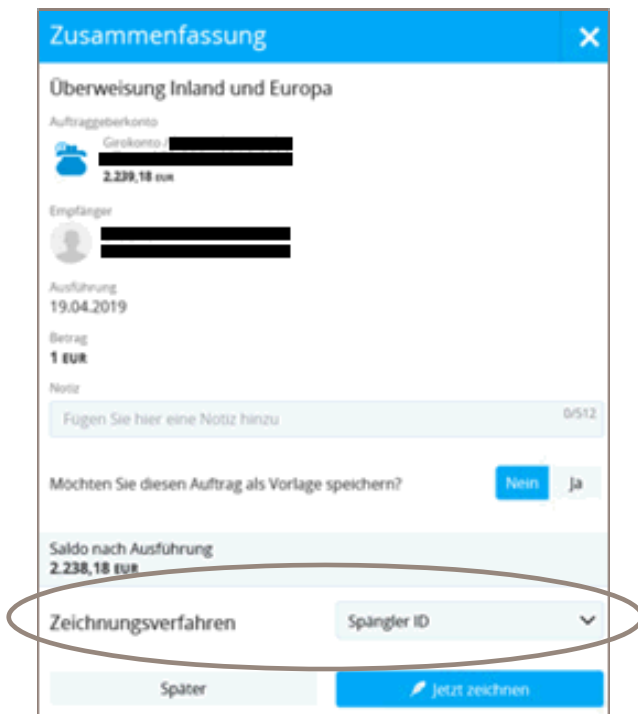 Zusammenfassung
Überweisung Inland und Europa
Auftraggeberkonto
Girokonto /
2.239,18 EUR
Empfänger
Ausführung
19.04.2019
Betrag
1 EUR
Notiz
Fügen Sie hier eine Notiz hinzu 0/512
Möchten Sie diesen Auftrag als Vorlage speichern? Nein Ja
Saldo nach Ausführung
2.238,18 EUR
Zeichnungsverfahren Spängler ID
Später Jetzt zeichnen